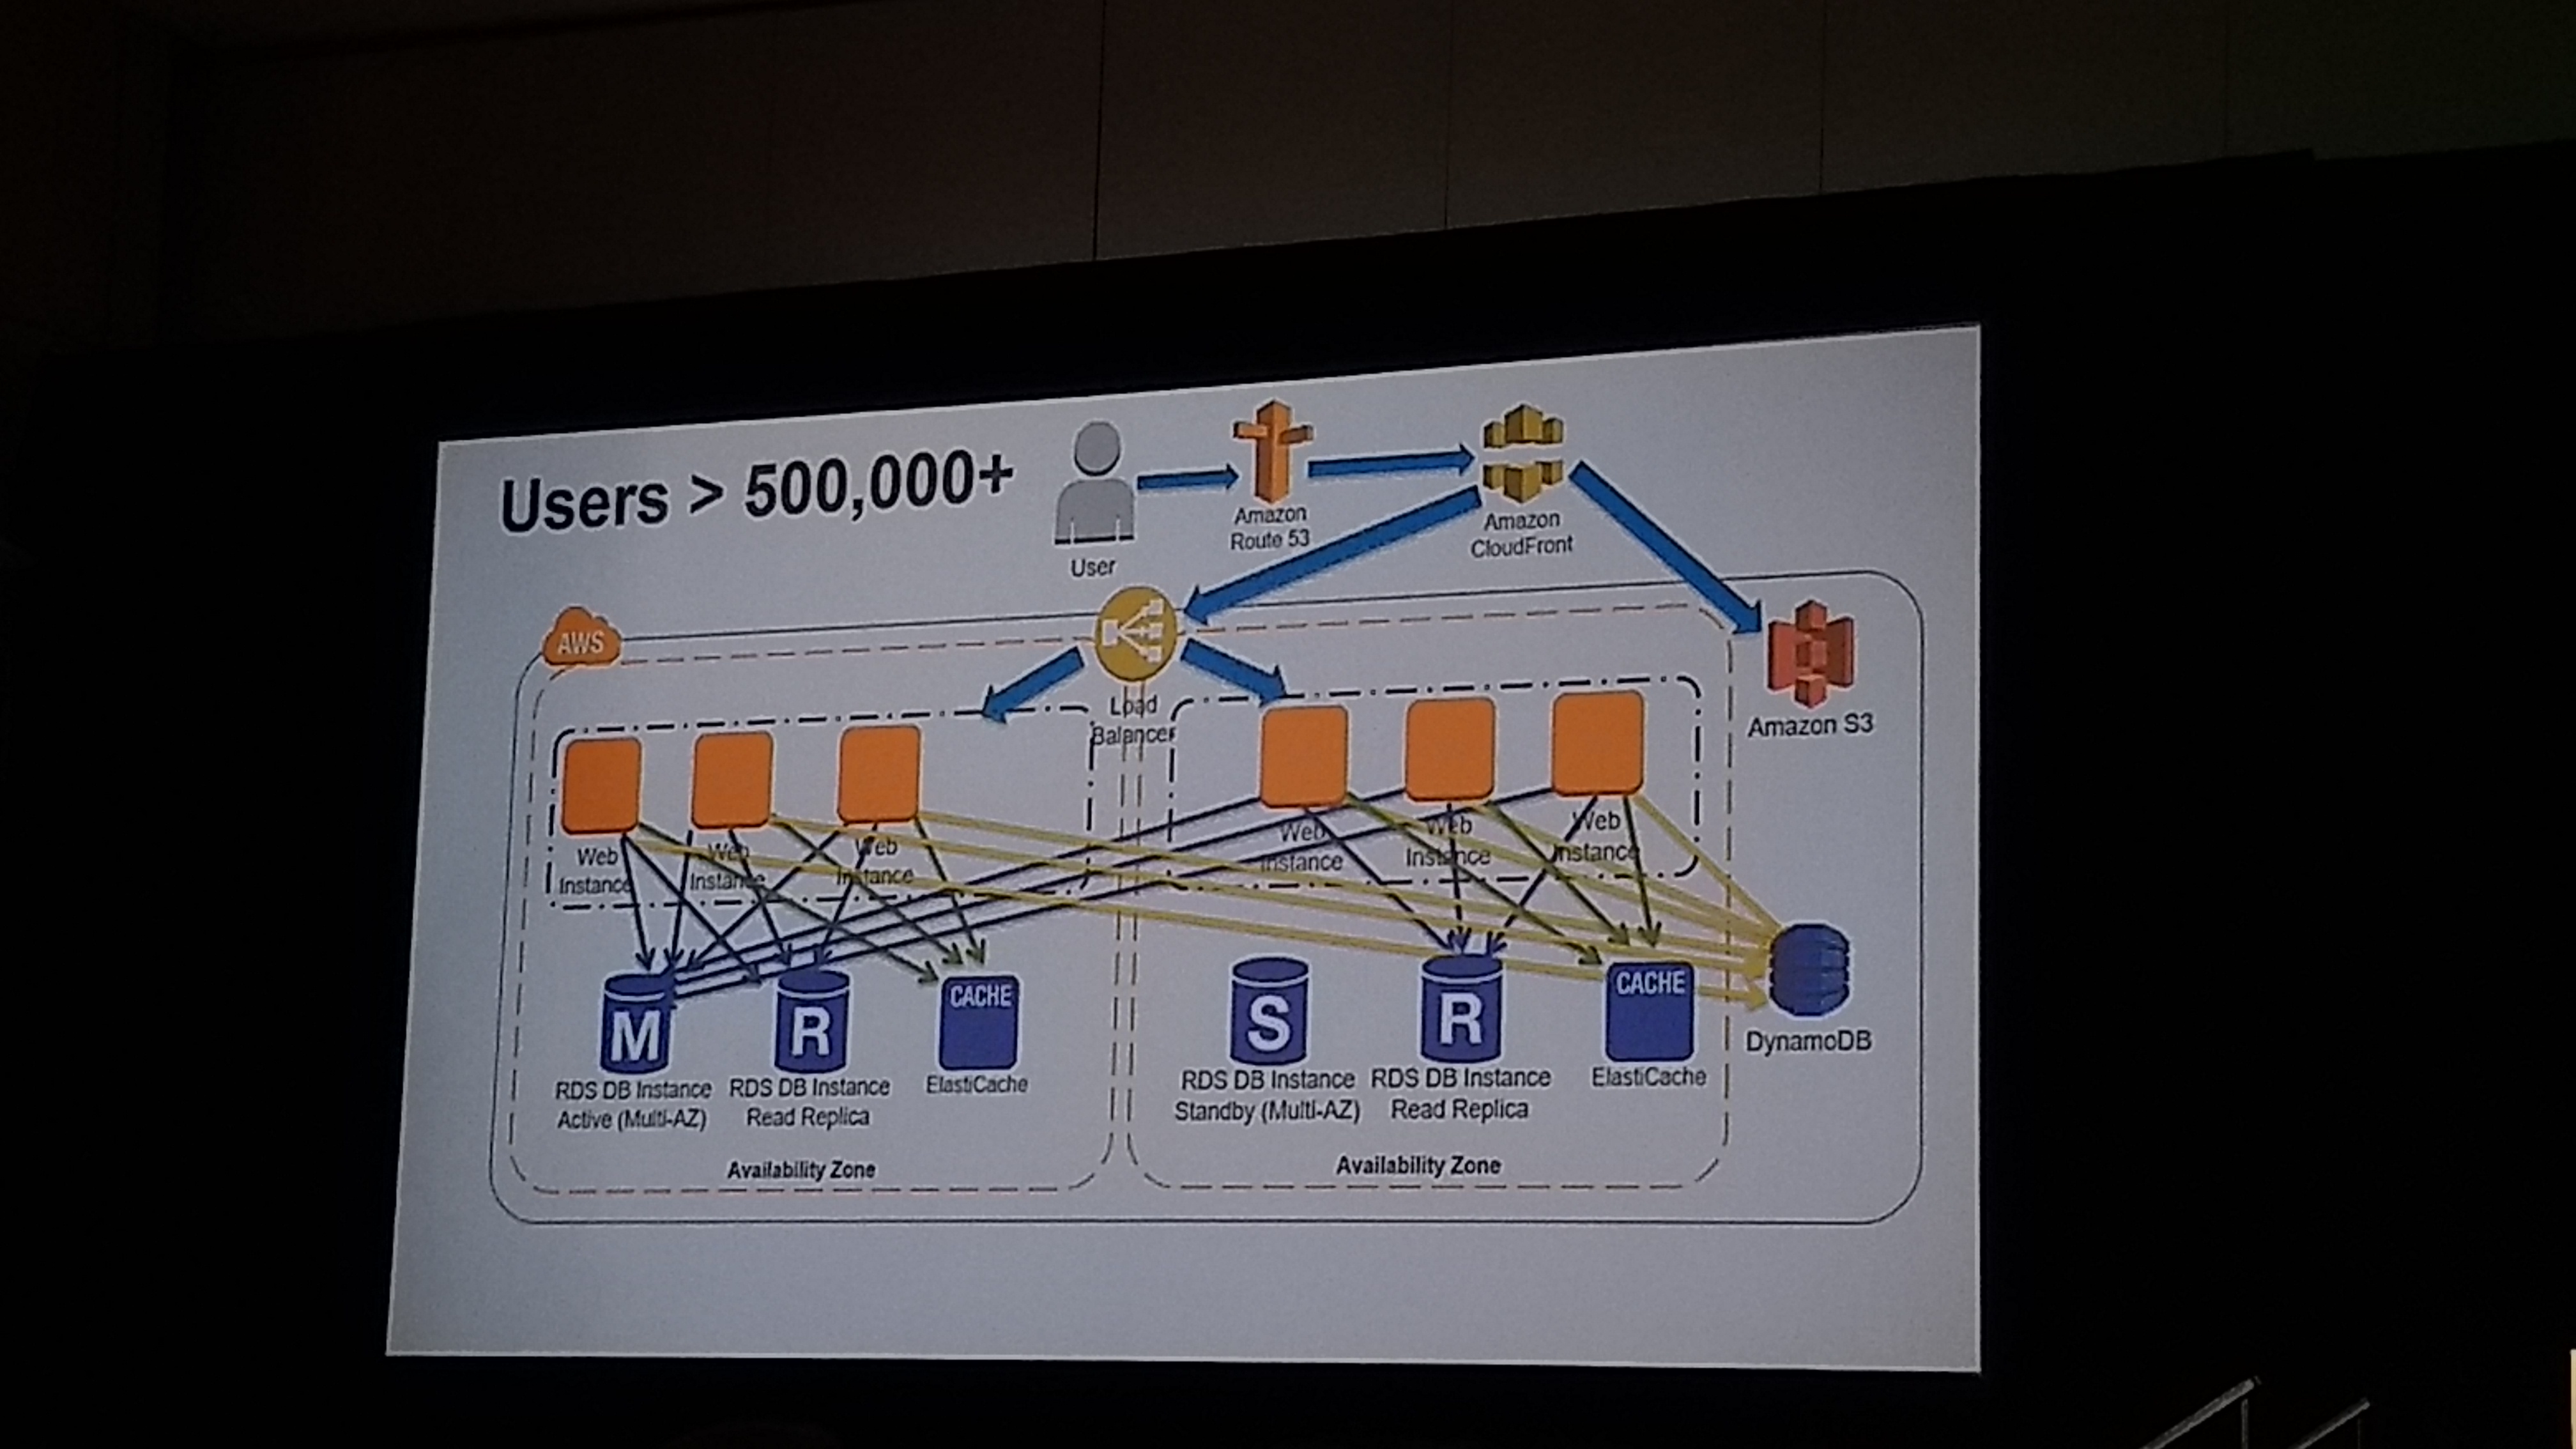 Users > 500,000+
User
Amazon
Route 53
Amazon
CloudFront
AWS
Load
Balancer
Amazon S3
Web
Instance
Web
Instance
Web
Instance
Web
Instance
Web
Instance
Web
Instance
M
R
CACHE
S
R
CACHE
RDS DB Instance
Active (Multi-AZ)
RDS DB Instance
Read Replica
ElastiCache
RDS DB Instance
Standby (Multi-AZ)
RDS DB Instance
Read Replica
ElastiCache
DynamoDB
Availability Zone
Availability Zone